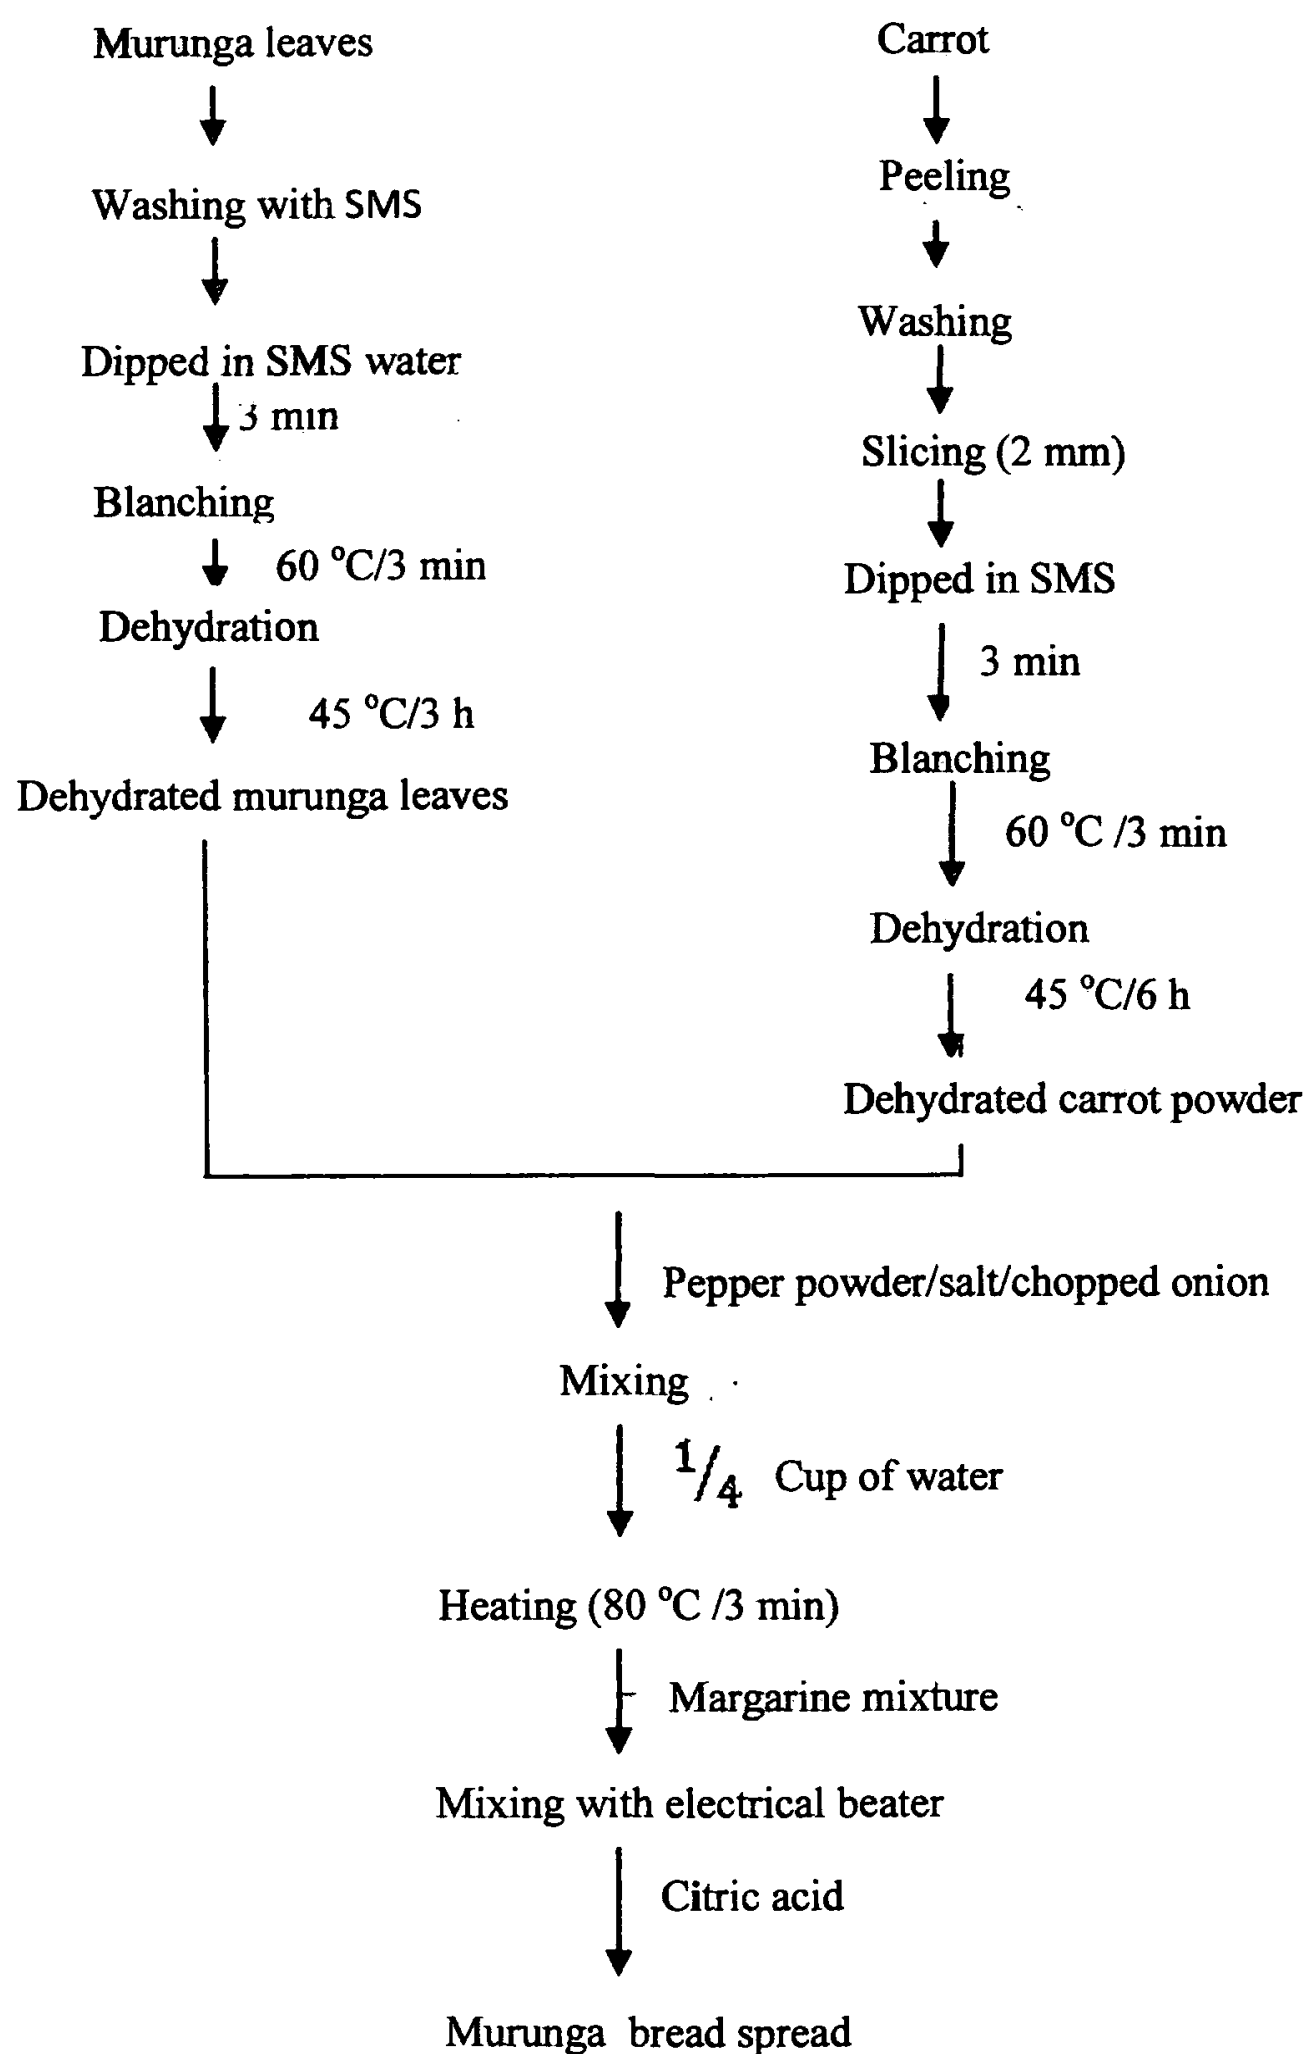 Murunga leaves
Washing with SMS
Dipped in SMS water
3 min
Blanching
60 °C/3 min
Dehydration
45 °C/3 h
Dehydrated murunga leaves
Carrot
Peeling
Washing
Slicing (2 mm)
Dipped in SMS
3 min
Blanching
60 °C /3 min
Dehydration
45 °C/6 h
Dehydrated carrot powder
Pepper powder/salt/chopped onion
Mixing
1/4 Cup of water
Heating (80 °C /3 min)
Margarine mixture
Mixing with electrical beater
Citric acid
Murunga bread spread